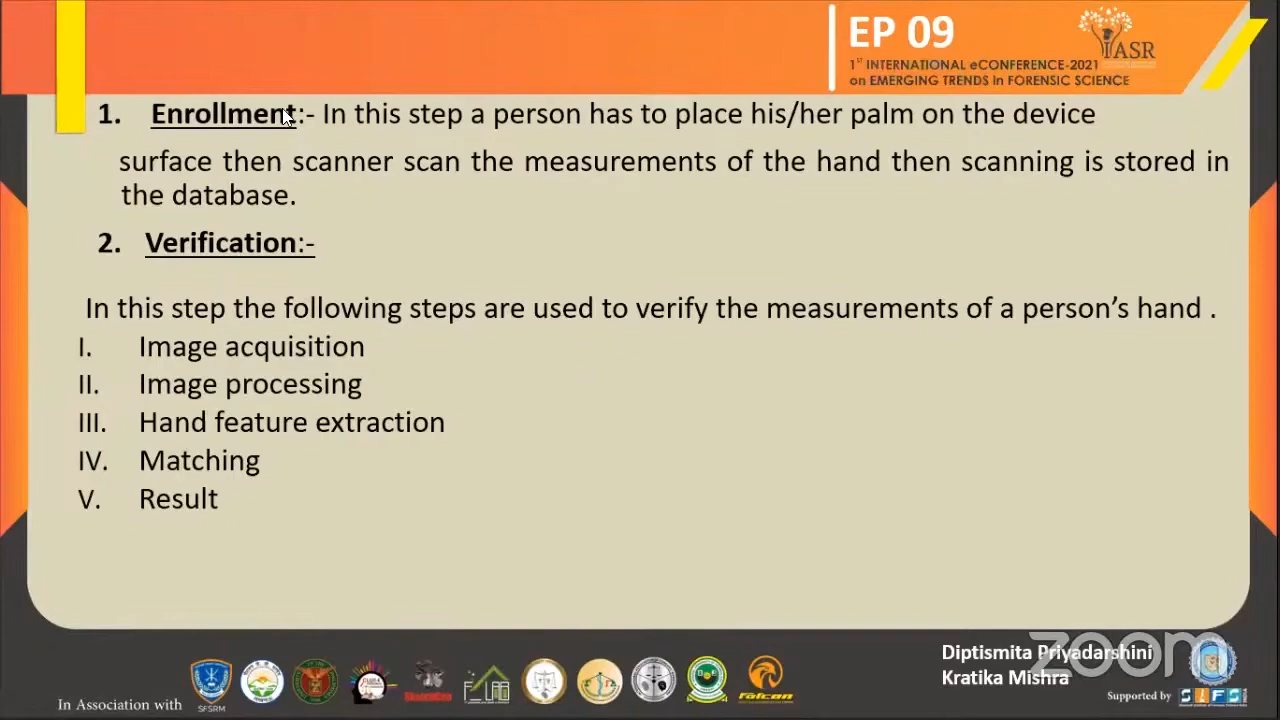 EP 09
IASR
1ST INTERNATIONAL eCONFERENCE-2021
on EMERGING TRENDS in FORENSIC SCIENCE
1. Enrollment:- In this step a person has to place his/her palm on the device
surface then scanner scan the measurements of the hand then scanning is stored in
the database.
2. Verification:-
In this step the following steps are used to verify the measurements of a person’s hand .
I. Image acquisition
II. Image processing
III. Hand feature extraction
IV. Matching
V. Result
Diptismita Priyadarshini
Kratika Mishra
zoom
In Association with
SFSRM
falcon
Supported by
SIFS